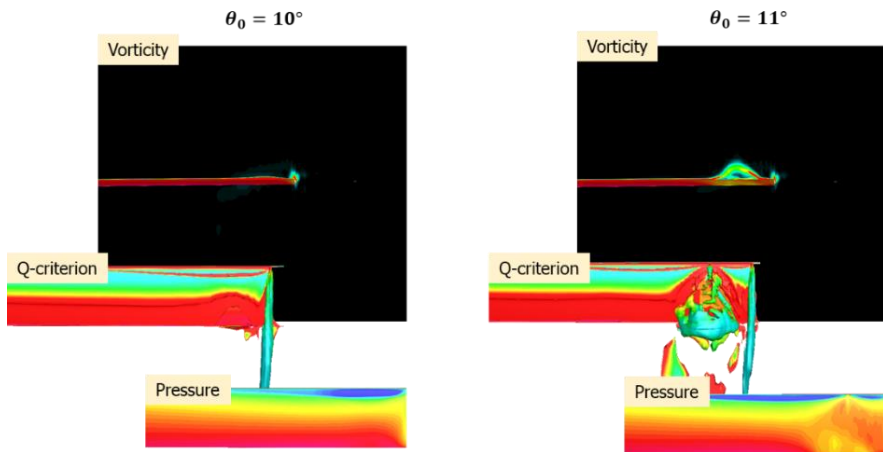 θ₀ = 10°
Vorticity
Q-criterion
Pressure
θ₀ = 11°
Vorticity
Q-criterion
Pressure